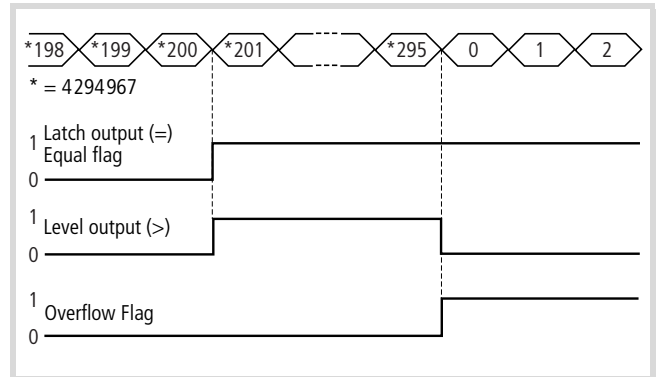 *198 *199 *200 *201 *295 0 1 2
* = 4294967
1 Latch output (=)
Equal flag
0
1 Level output (>)
0
1 Overflow Flag
0